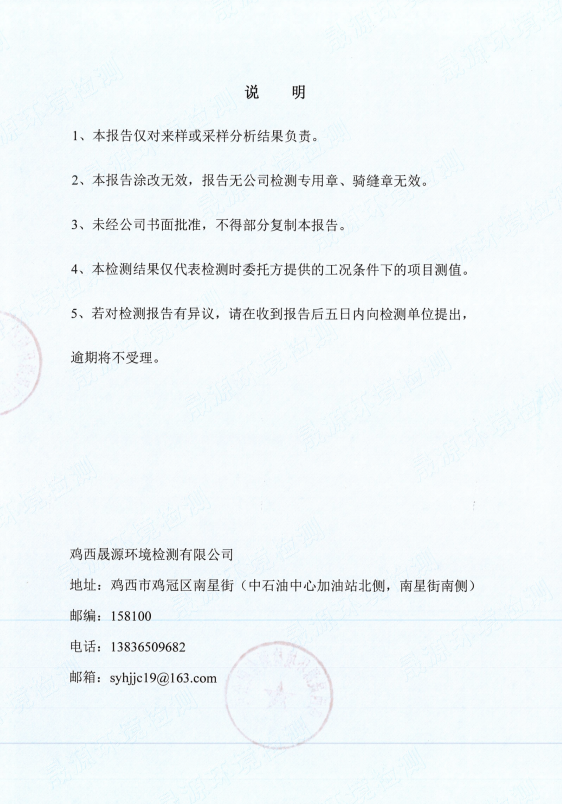 说 明
1、本报告仅对来样或采样分析结果负责。
2、本报告涂改无效，报告无公司检测专用章、骑缝章无效。
3、未经公司书面批准，不得部分复制本报告。
4、本检测结果仅代表检测时委托方提供的工况条件下的项目测值。
5、若对检测报告有异议，请在收到报告后五日内向检测单位提出，
逾期将不受理。
鸡西晟源环境检测有限公司
地址：鸡西市鸡冠区南星街（中石油中心加油站北侧，南星街南侧）
邮编：158100
电话：13836509682
邮箱：syhjjc19@163.com